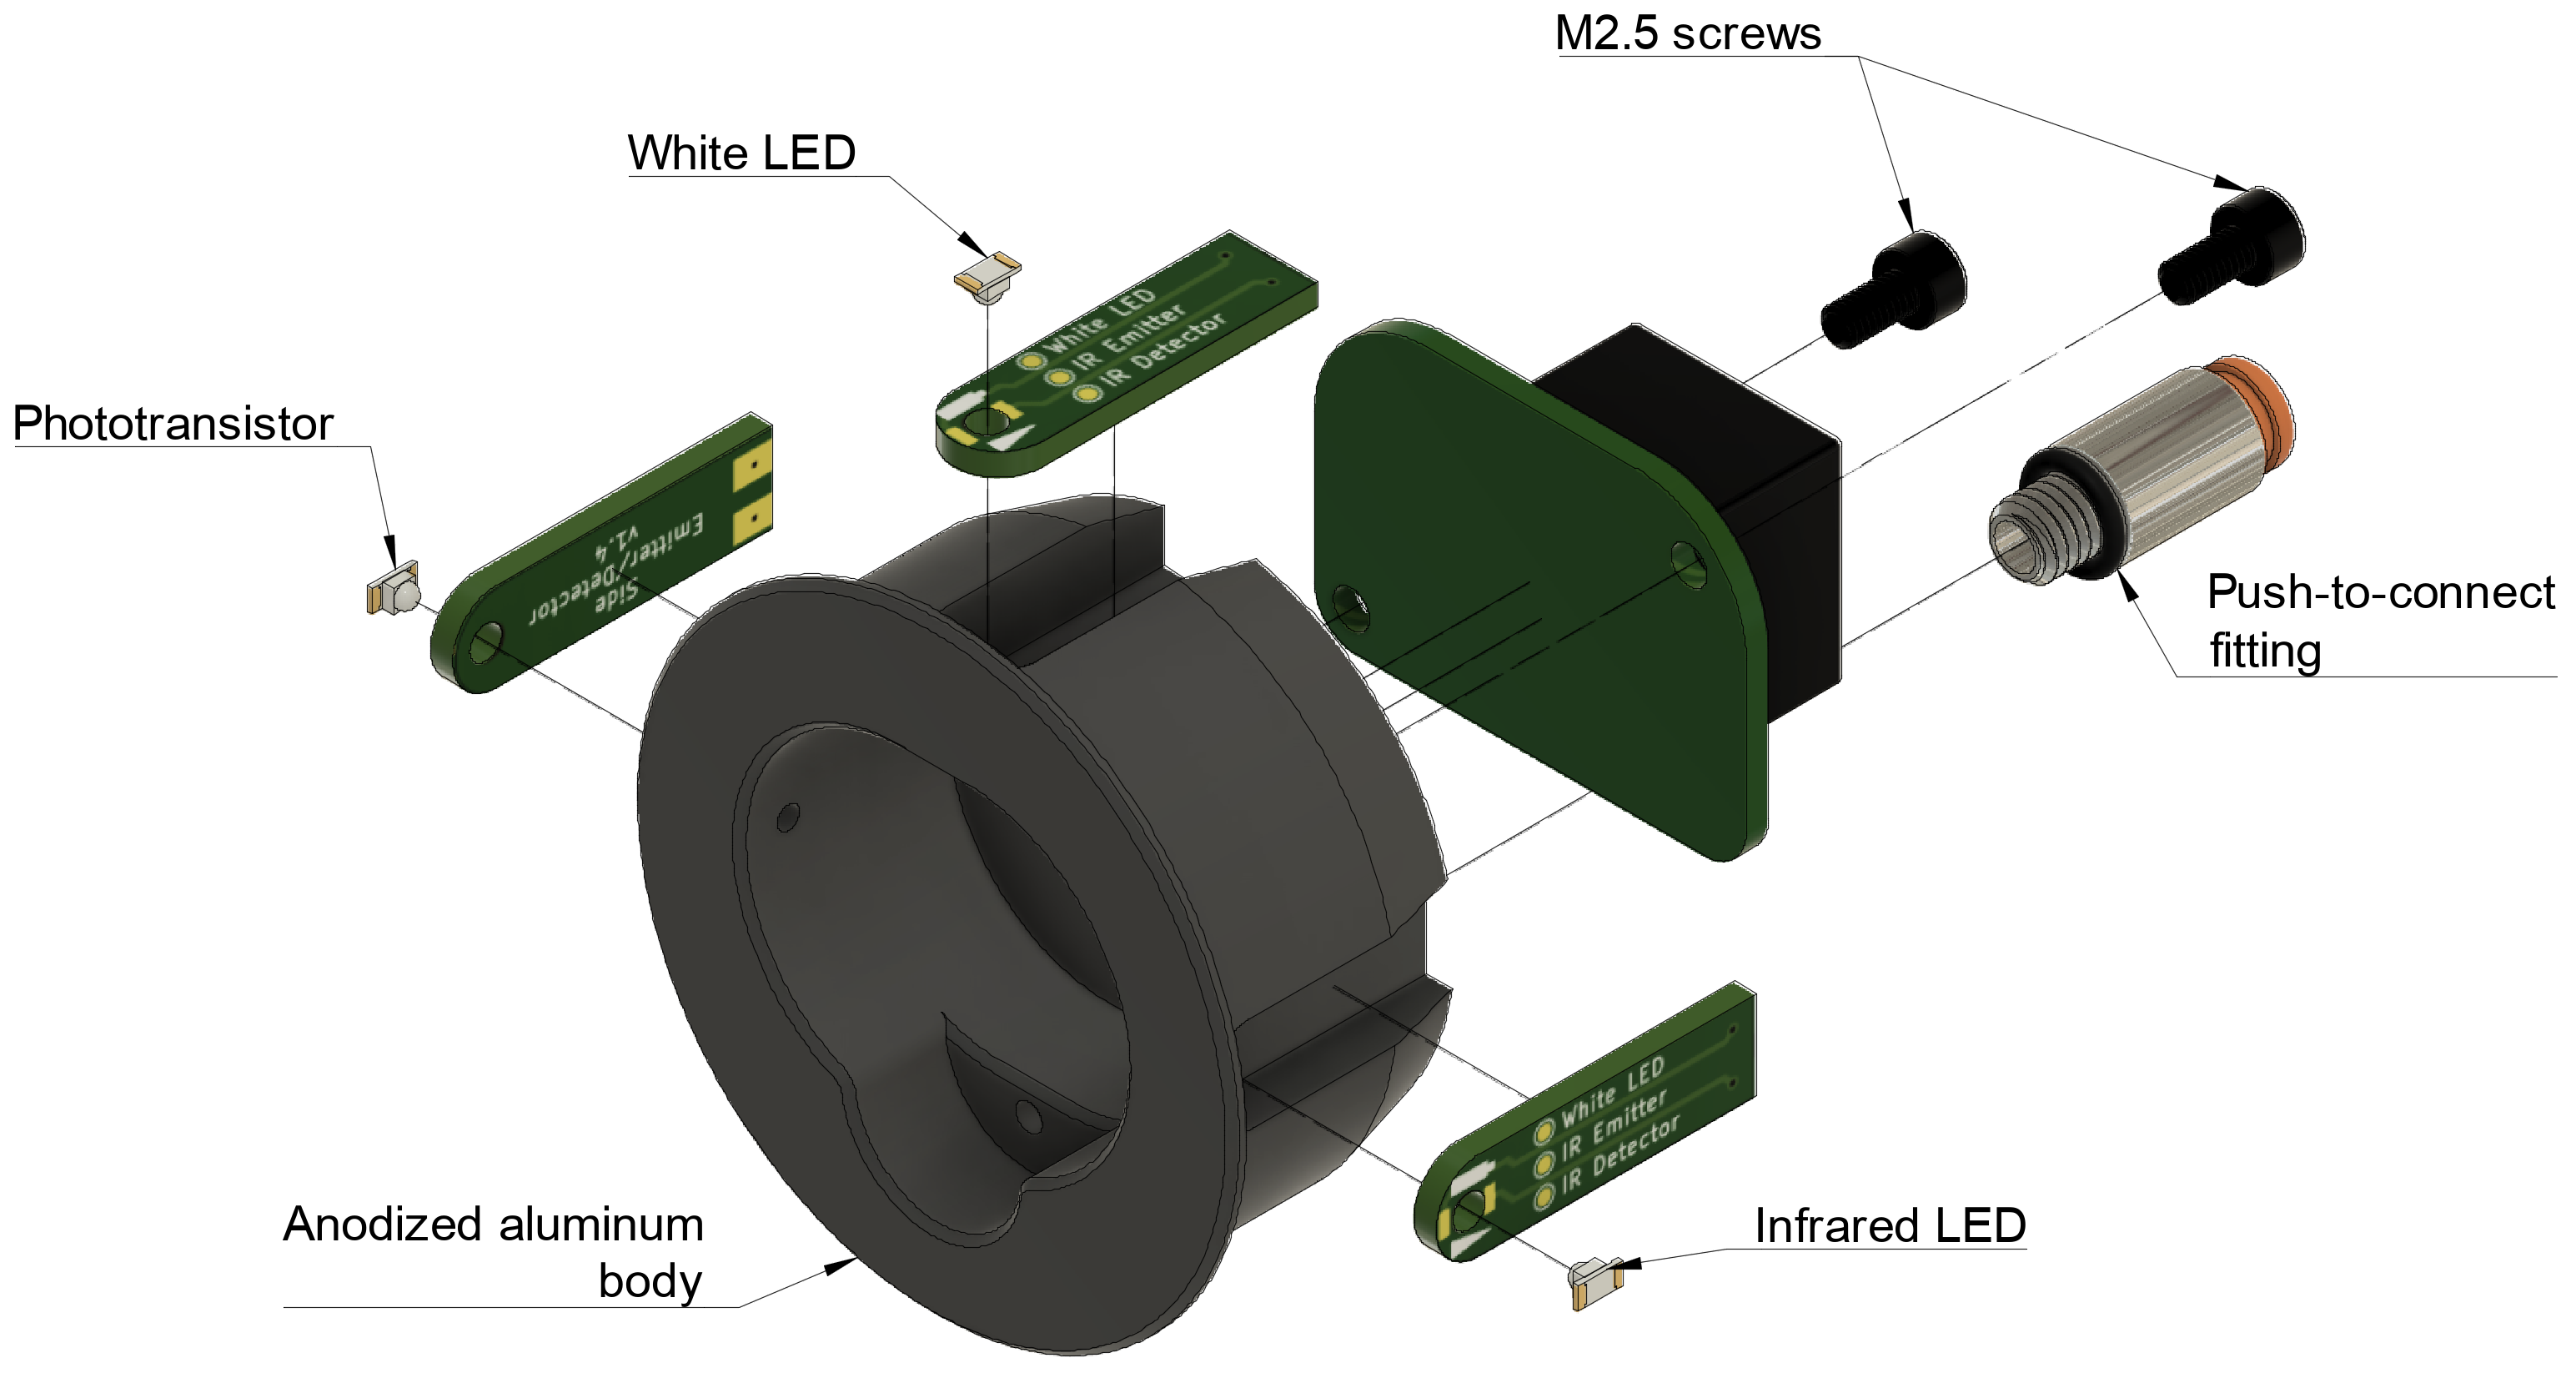 M2.5 screws
White LED
White LED
IR Emitter
IR Detector
Phototransistor
Side
Emitter/Detector
v1.4
Push-to-connect
fitting
White LED
IR Emitter
IR Detector
Anodized aluminum
body
Infrared LED